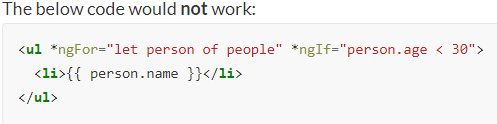 The below code would not work:
<ul *ngFor="let person of people" *ngIf="person.age < 30">
  <li>{{ person.name }}</li>
</ul>